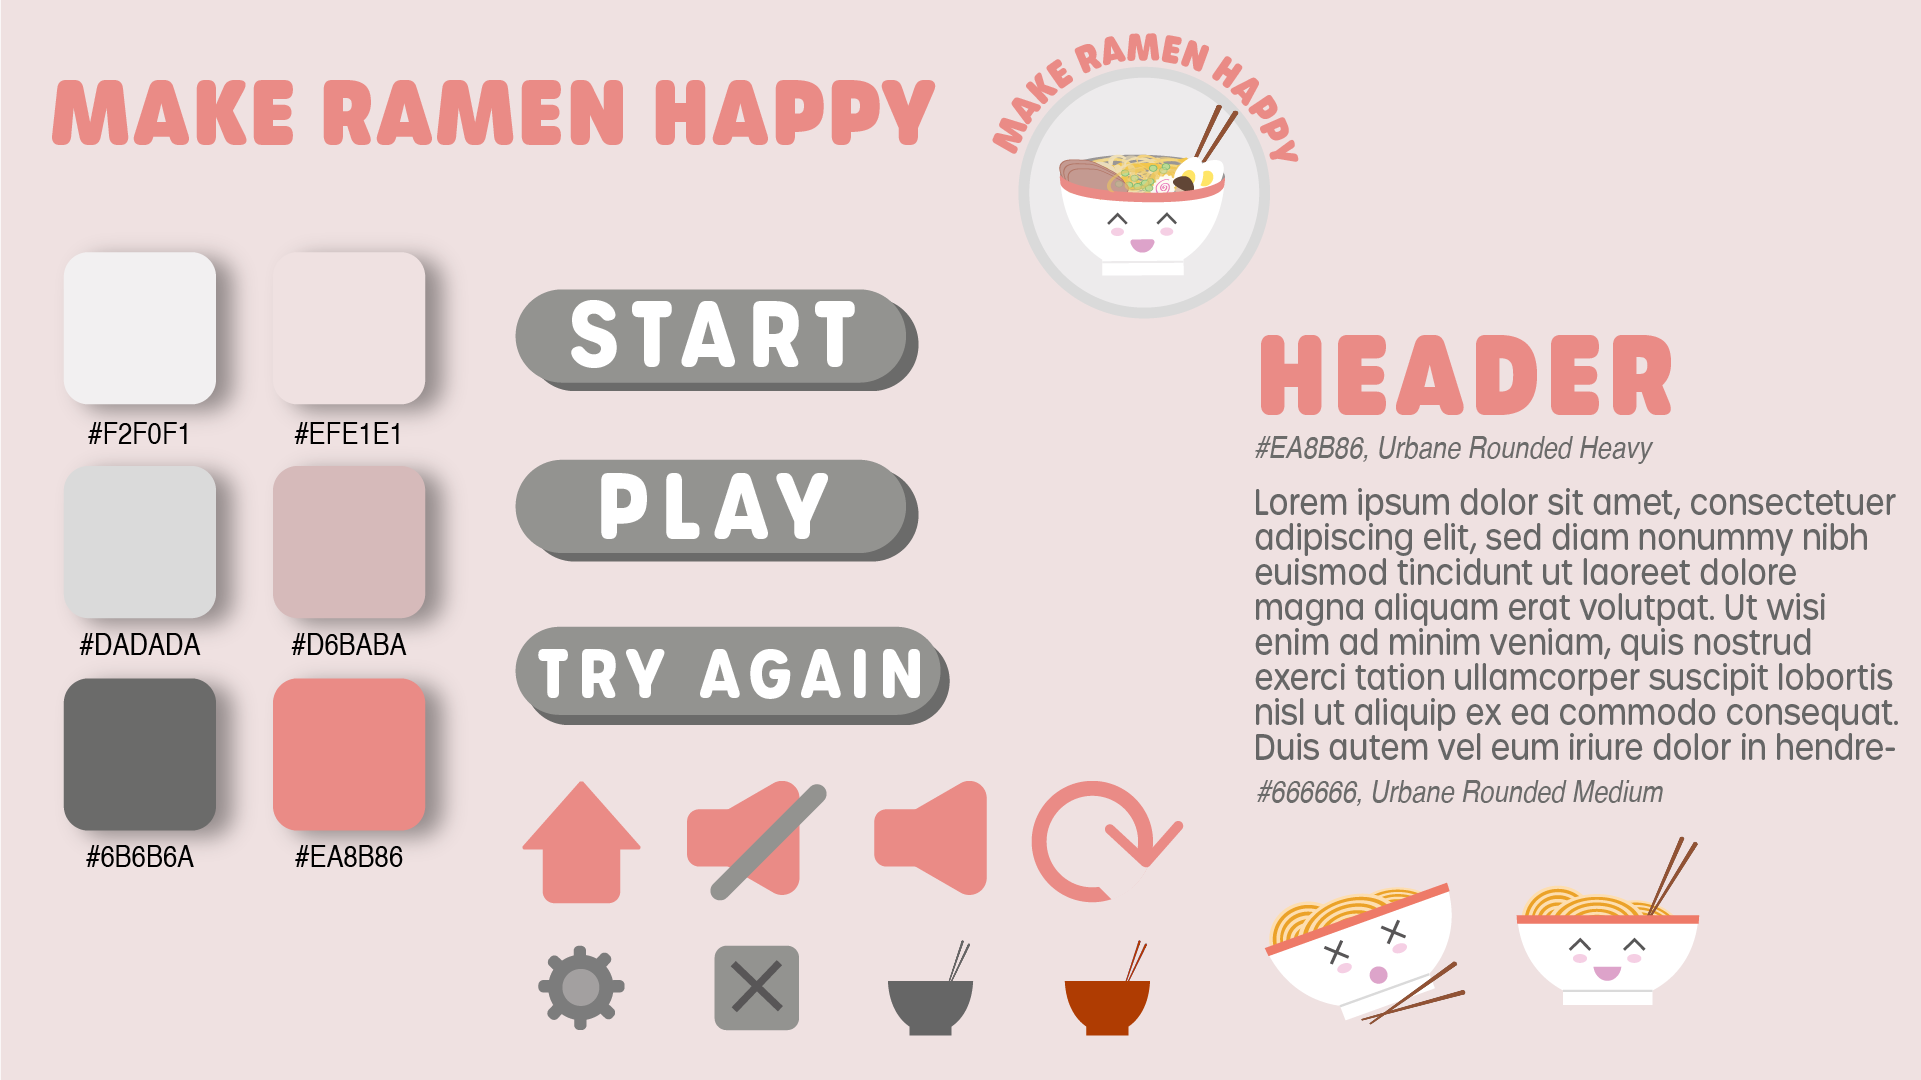 MAKE RAMEN HAPPY
MAKE RAMEN HAPPY
#F2F0F1
#EFE1E1
#DADADA
#D6BABA
#6B6B6A
#EA8B86
START
PLAY
TRY AGAIN
HEADER
#EA8B86, Urbane Rounded Heavy
Lorem ipsum dolor sit amet, consectetuer
adipiscing elit, sed diam nonummy nibh
euismod tincidunt ut laoreet dolore
magna aliquam erat volutpat. Ut wisi
enim ad minim veniam, quis nostrud
exerci tation ullamcorper suscipit lobortis
nisl ut aliquip ex ea commodo consequat.
Duis autem vel eum iriure dolor in hendre-
#666666, Urbane Rounded Medium